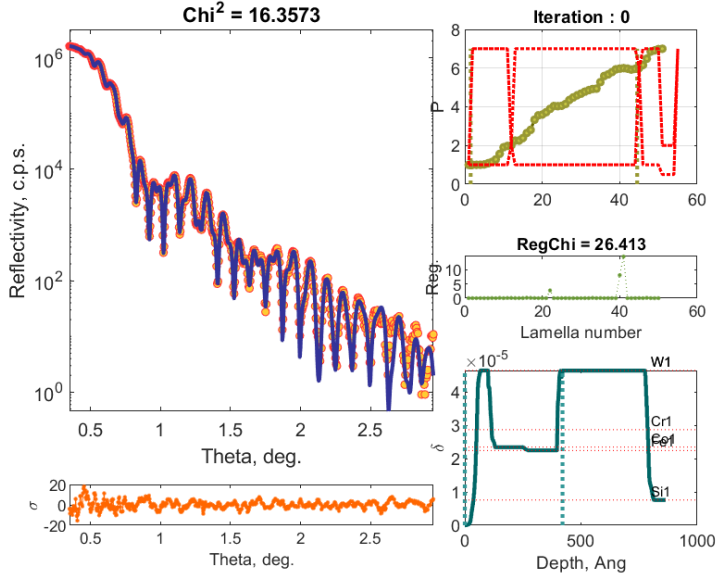 Chi² = 16.3573
Reflectivity, c.p.s.
10⁶
10⁴
10²
10⁰
0.5
1
1.5
2
2.5
Theta, deg.
σ
20
0
-20
0.5
1
1.5
2
2.5
Theta, deg.
Iteration : 0
P
8
6
4
2
0
0
20
40
60
RegChi = 26.413
Reg.
15
10
5
0
0
20
40
60
Lamella number
×10⁻⁵
δ
4
3
2
1
0
W1
Cr1
Co1
Si1
0
500
1000
Depth, Ang